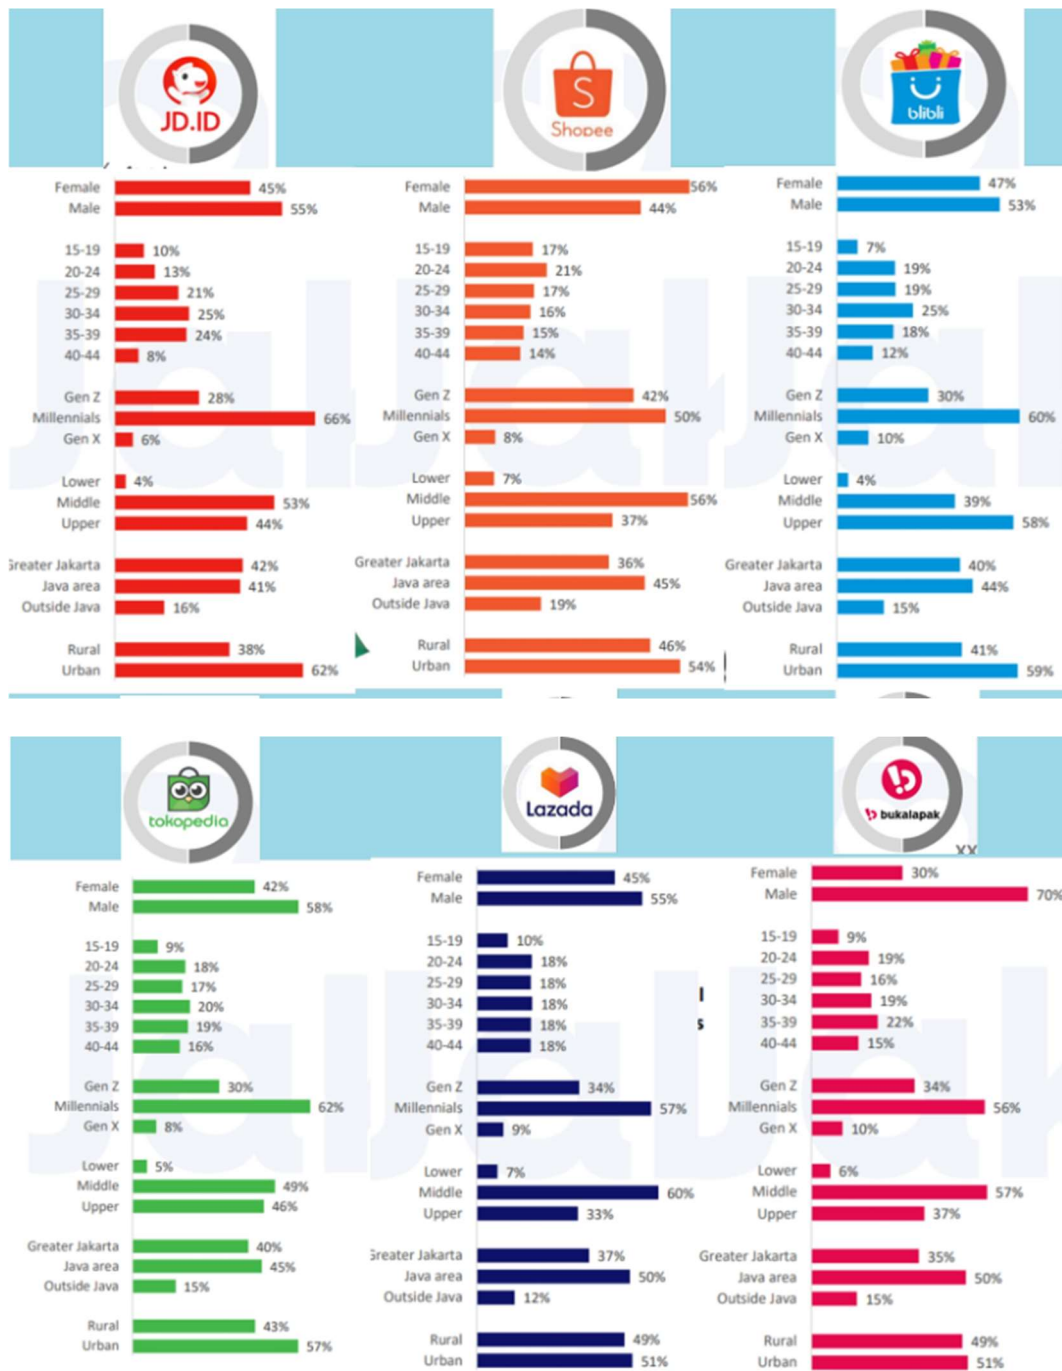 JD.ID
Female 45%
Male 55%
15-19 10%
20-24 13%
25-29 21%
30-34 25%
35-39 24%
40-44 8%
Gen Z 28%
Millennials 66%
Gen X 6%
Lower 4%
Middle 53%
Upper 44%
Greater Jakarta 42%
Java area 41%
Outside Java 16%
Rural 38%
Urban 62%
S
Shopee
Female 56%
Male 44%
15-19 17%
20-24 21%
25-29 17%
30-34 16%
35-39 15%
40-44 14%
Gen Z 42%
Millennials 50%
Gen X 8%
Lower 7%
Middle 56%
Upper 37%
Greater Jakarta 36%
Java area 45%
Outside Java 19%
Rural 46%
Urban 54%
blibli
Female 47%
Male 53%
15-19 7%
20-24 19%
25-29 19%
30-34 25%
35-39 18%
40-44 12%
Gen Z 30%
Millennials 60%
Gen X 10%
Lower 4%
Middle 39%
Upper 58%
Greater Jakarta 40%
Java area 44%
Outside Java 15%
Rural 41%
Urban 59%
tokopedia
Female 42%
Male 58%
15-19 9%
20-24 18%
25-29 17%
30-34 20%
35-39 19%
40-44 16%
Gen Z 30%
Millennials 62%
Gen X 8%
Lower 5%
Middle 49%
Upper 46%
Greater Jakarta 40%
Java area 45%
Outside Java 15%
Rural 43%
Urban 57%
Lazada
Female 45%
Male 55%
15-19 10%
20-24 18%
25-29 18%
30-34 18%
35-39 18%
40-44 18%
Gen Z 34%
Millennials 57%
Gen X 9%
Lower 7%
Middle 60%
Upper 33%
Greater Jakarta 37%
Java area 50%
Outside Java 12%
Rural 49%
Urban 51%
bukalapak
Female 30%
Male 70%
15-19 9%
20-24 19%
25-29 16%
30-34 19%
35-39 22%
40-44 15%
Gen Z 34%
Millennials 56%
Gen X 10%
Lower 6%
Middle 57%
Upper 37%
Greater Jakarta 35%
Java area 50%
Outside Java 15%
Rural 49%
Urban 51%